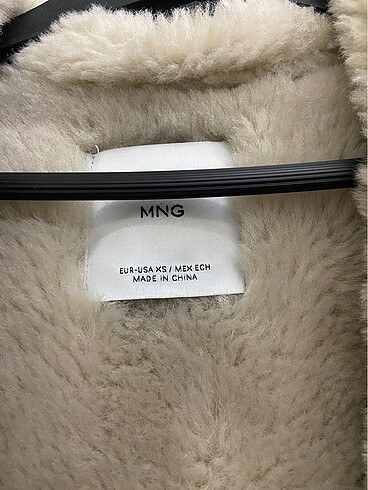 MNG
EUR-USA XS / MEX ECH
MADE IN CHINA